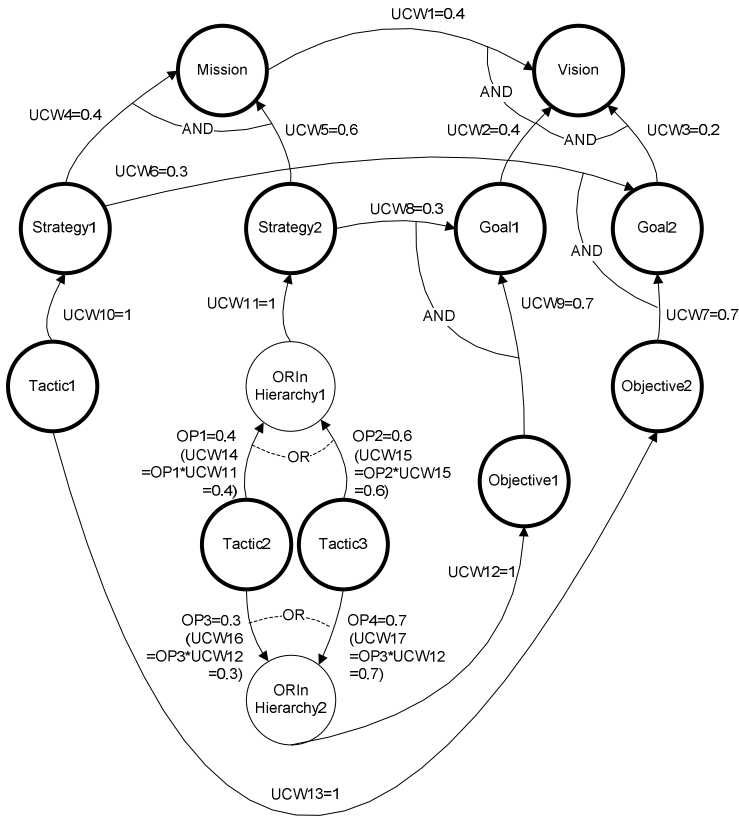 UCW1=0.4
Mission
Vision
AND
UCW4=0.4
AND
UCW5=0.6
UCW2=0.4
AND
UCW3=0.2
UCW6=0.3
UCW8=0.3
Strategy1
Strategy2
Goal1
Goal2
AND
UCW10=1
UCW11=1
AND
UCW9=0.7
UCW7=0.7
Tactic1
ORIn
Hierarchy1
Objective2
OP1=0.4
(UCW14
=OP1*UCW11
=0.4)
OR
OP2=0.6
(UCW15
=OP2*UCW15
=0.6)
Objective1
Tactic2
Tactic3
UCW12=1
OP3=0.3
(UCW16
=OP3*UCW12
=0.3)
OR
OP4=0.7
(UCW17
=OP3*UCW12
=0.7)
ORIn
Hierarchy2
UCW13=1